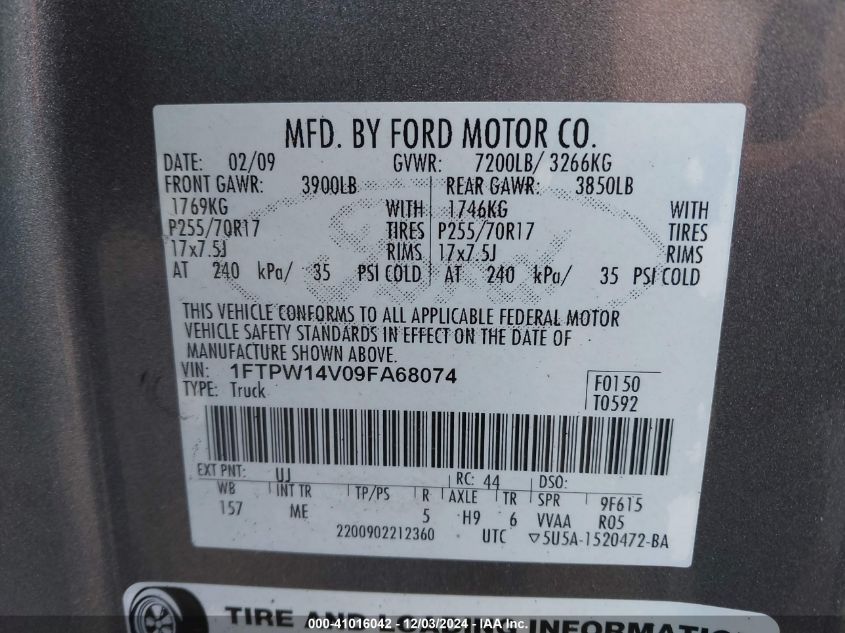 MFD. BY FORD MOTOR CO.
DATE: 02/09 GVWR: 7200LB/ 3266KG
FRONT GAWR: 3900LB REAR GAWR: 3850LB
1769KG WITH 1746KG WITH
P255/70R17 TIRES P255/70R17 TIRES
17x7.5J RIMS 17x7.5J RIMS
AT 240 kPa/ 35 PSI COLD AT 240 kPa/ 35 PSI COLD
THIS VEHICLE CONFORMS TO ALL APPLICABLE FEDERAL MOTOR
VEHICLE SAFETY STANDARDS IN EFFECT ON THE DATE OF
MANUFACTURE SHOWN ABOVE.
VIN: 1FTPW14V09FA68074
TYPE: Truck
F0150
T0592
EXT PNT: UJ RC: 44 DSO:
WB INT TR TP/PS R AXLE TR SPR 9F615
157 ME 5 H9 6 VVAA R05
2200902212360 UTC ▽5U5A-1520472-BA
TIRE AND LOADING INFORMATIO
000-41016042 - 12/03/2024 - IAA Inc.